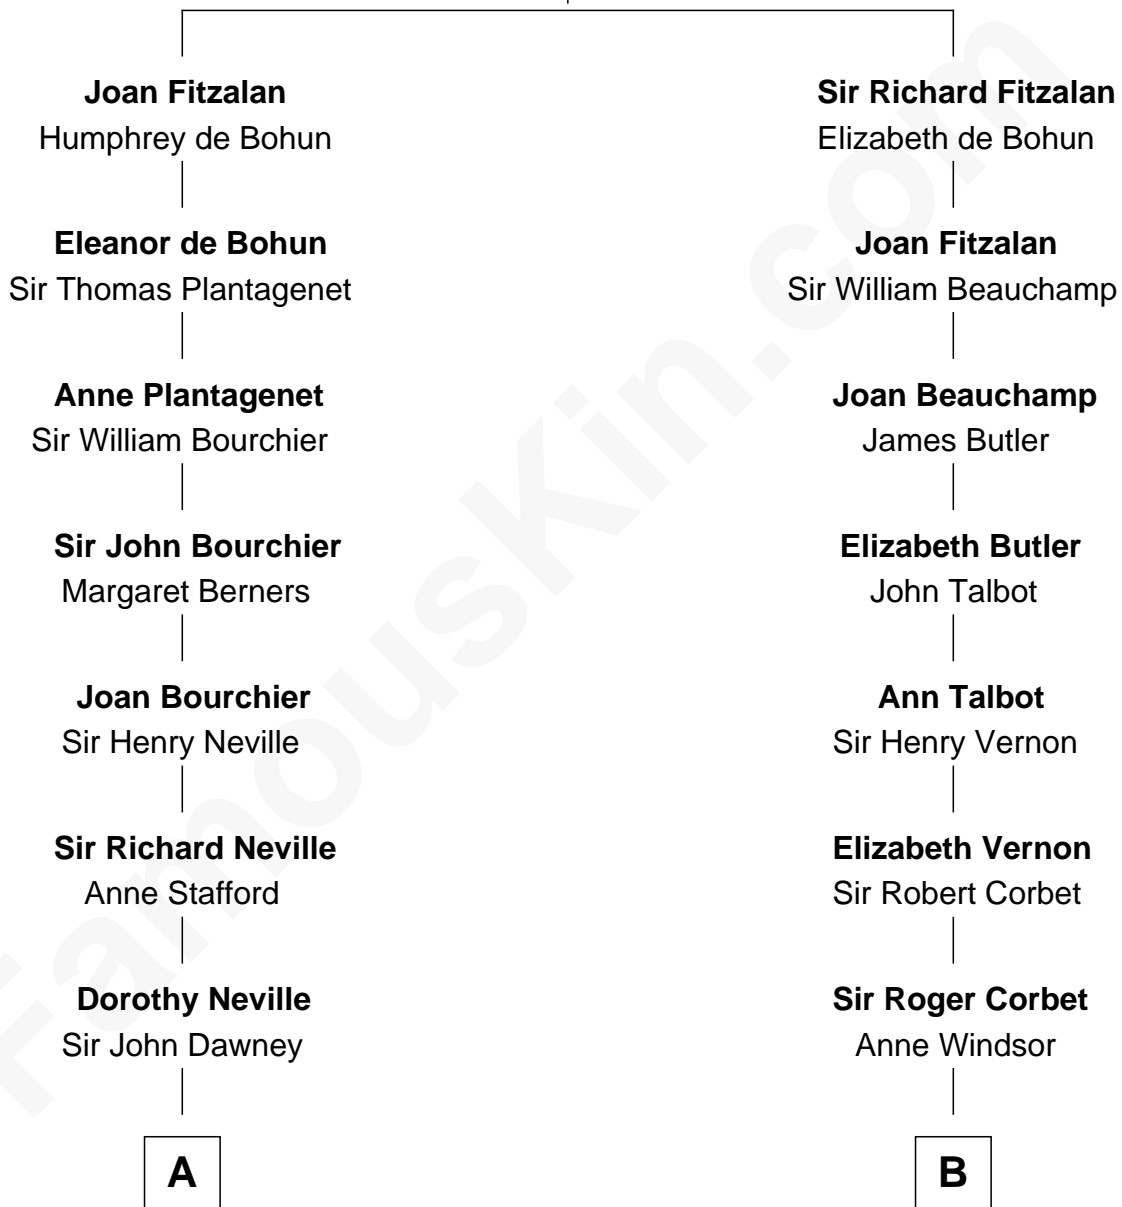 Joan Fitzalan
Humphrey de Bohun
Eleanor de Bohun
Sir Thomas Plantagenet
Anne Plantagenet
Sir William Bourchier
Sir John Bourchier
Margaret Berners
Joan Bourchier
Sir Henry Neville
Sir Richard Neville
Anne Stafford
Dorothy Neville
Sir John Dawney
A
Sir Richard Fitzalan
Elizabeth de Bohun
Joan Fitzalan
Sir William Beauchamp
Joan Beauchamp
James Butler
Elizabeth Butler
John Talbot
Ann Talbot
Sir Henry Vernon
Elizabeth Vernon
Sir Robert Corbet
Sir Roger Corbet
Anne Windsor
B
FamousKin.com